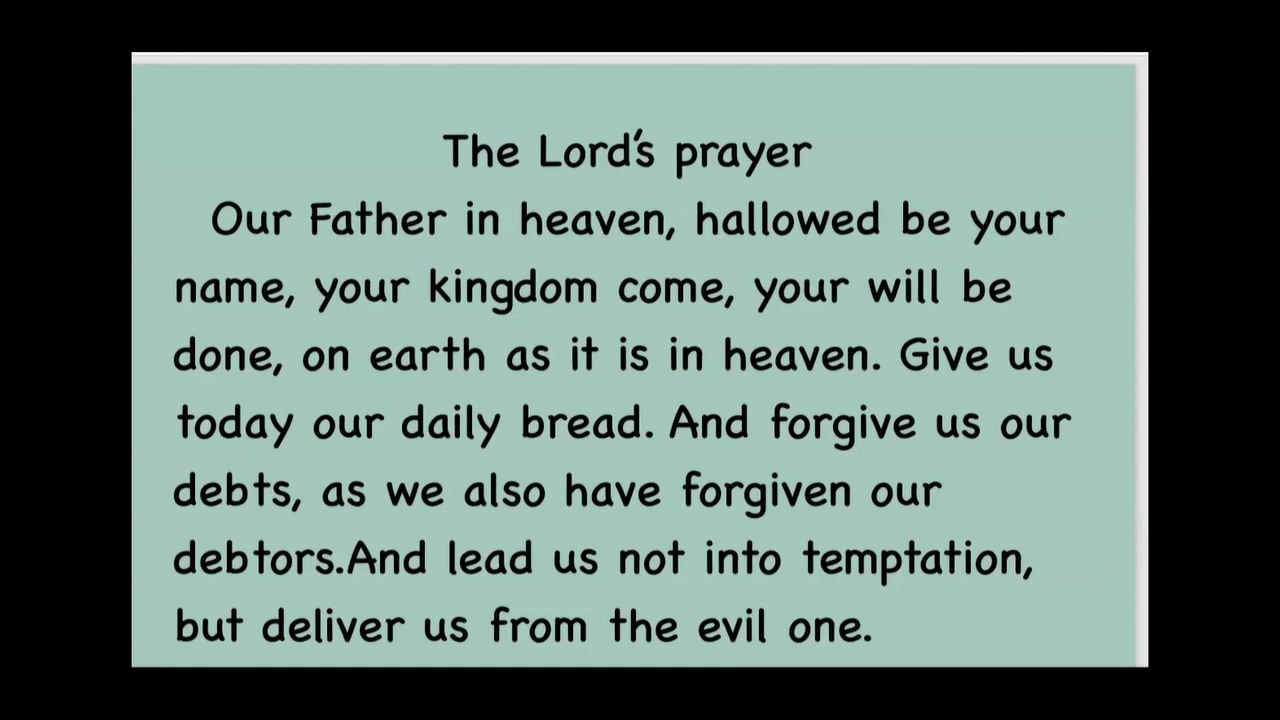 The Lord's prayer
Our Father in heaven, hallowed be your
name, your kingdom come, your will be
done, on earth as it is in heaven. Give us
today our daily bread. And forgive us our
debts, as we also have forgiven our
debtors.And lead us not into temptation,
but deliver us from the evil one.